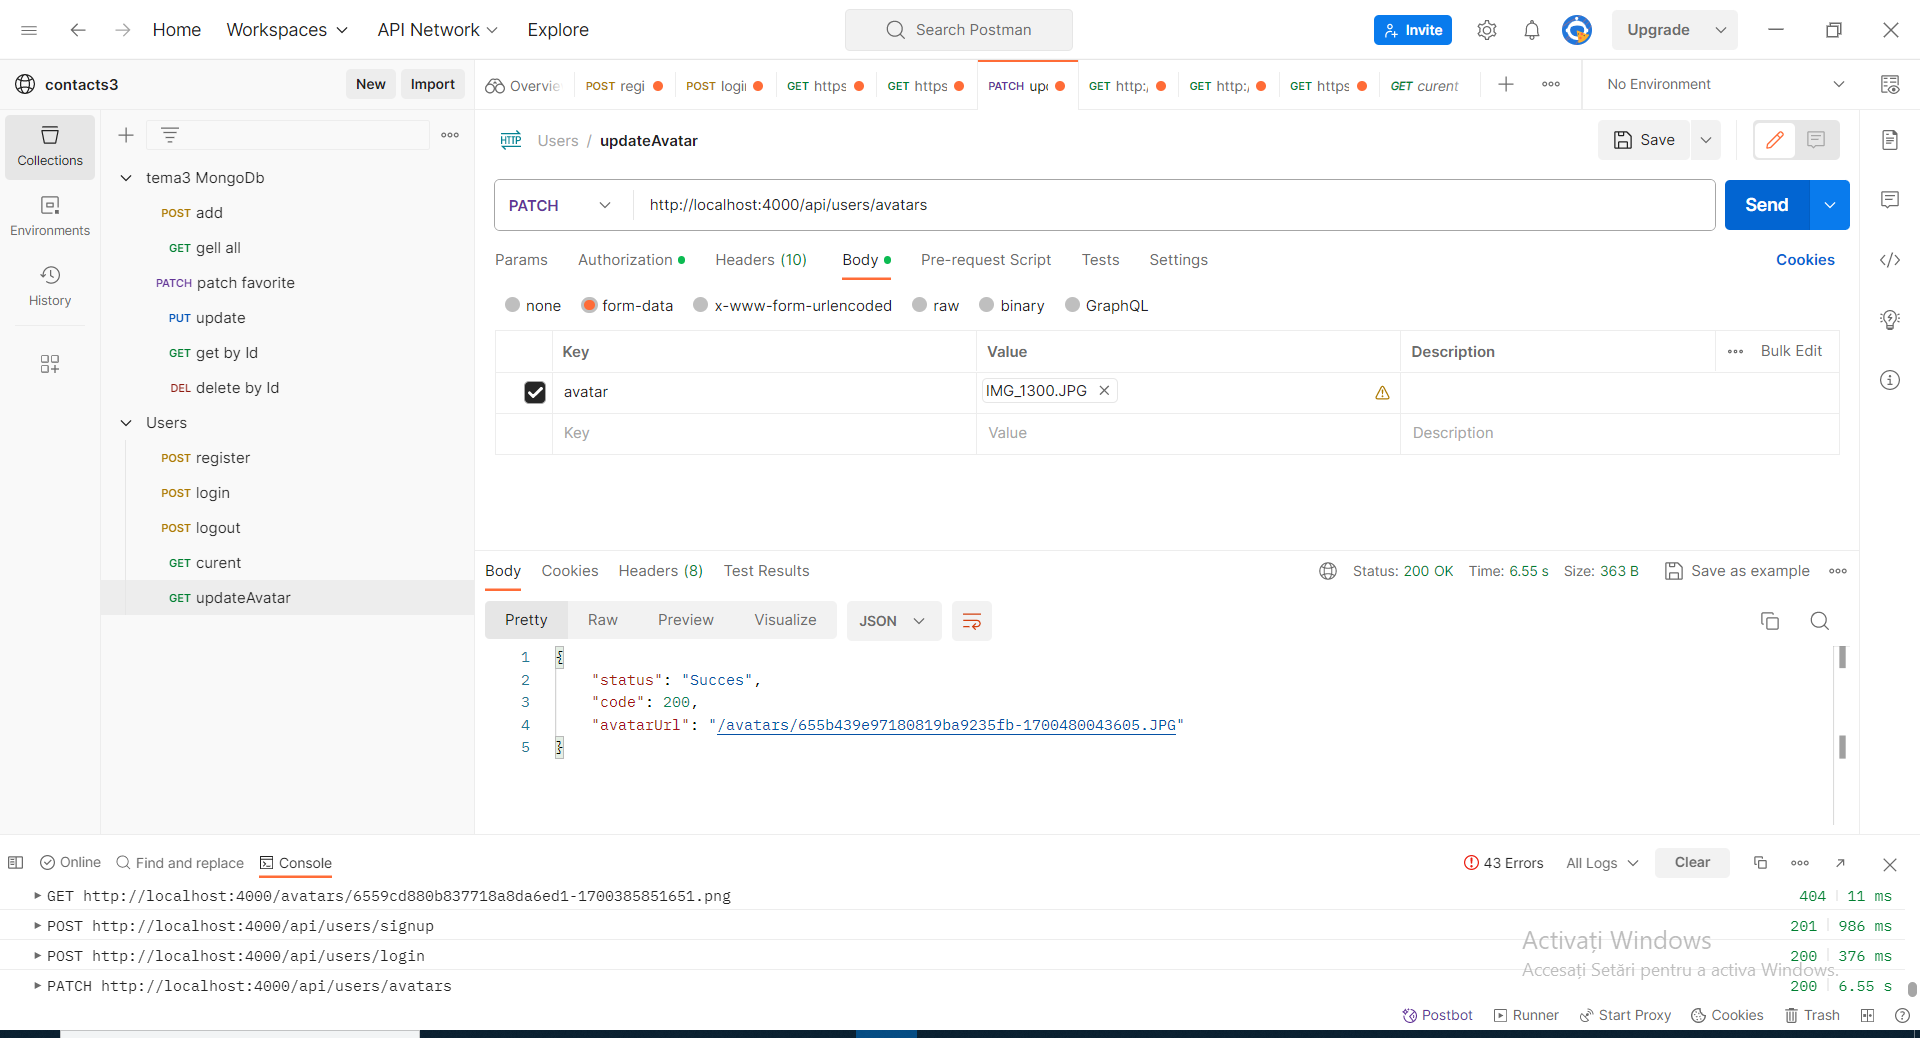 Home Workspaces API Network Explore Search Postman Invite Upgrade
contacts3 New Import Overvie POST regi POST logi GET https GET https PATCH upd GET http:/ GET http:/ GET https GET curent No Environment
Collections
Environments
History
tema3 MongoDb
POST add
GET gell all
PATCH patch favorite
PUT update
GET get by Id
DEL delete by Id
Users
POST register
POST login
POST logout
GET curent
GET updateAvatar
HTTP Users / updateAvatar Save
PATCH http://localhost:4000/api/users/avatars Send
Params Authorization Headers (10) Body Pre-request Script Tests Settings Cookies
none form-data x-www-form-urlencoded raw binary GraphQL
Key Value Description Bulk Edit
avatar IMG_1300.JPG
Key Value Description
Body Cookies Headers (8) Test Results Status: 200 OK Time: 6.55 s Size: 363 B Save as example
Pretty Raw Preview Visualize JSON
1 {
2 "status": "Succes",
3 "code": 200,
4 "avatarUrl": "/avatars/655b439e97180819ba9235fb-1700480043605.JPG"
5 }
Online Find and replace Console 43 Errors All Logs Clear
GET http://localhost:4000/avatars/6559cd880b837718a8da6ed1-1700385851651.png 404 11 ms
POST http://localhost:4000/api/users/signup 201 986 ms
POST http://localhost:4000/api/users/login 200 376 ms
PATCH http://localhost:4000/api/users/avatars 200 6.55 s
Activați Windows
Accesați Setări pentru a activa Windows.
Postbot Runner Start Proxy Cookies Trash